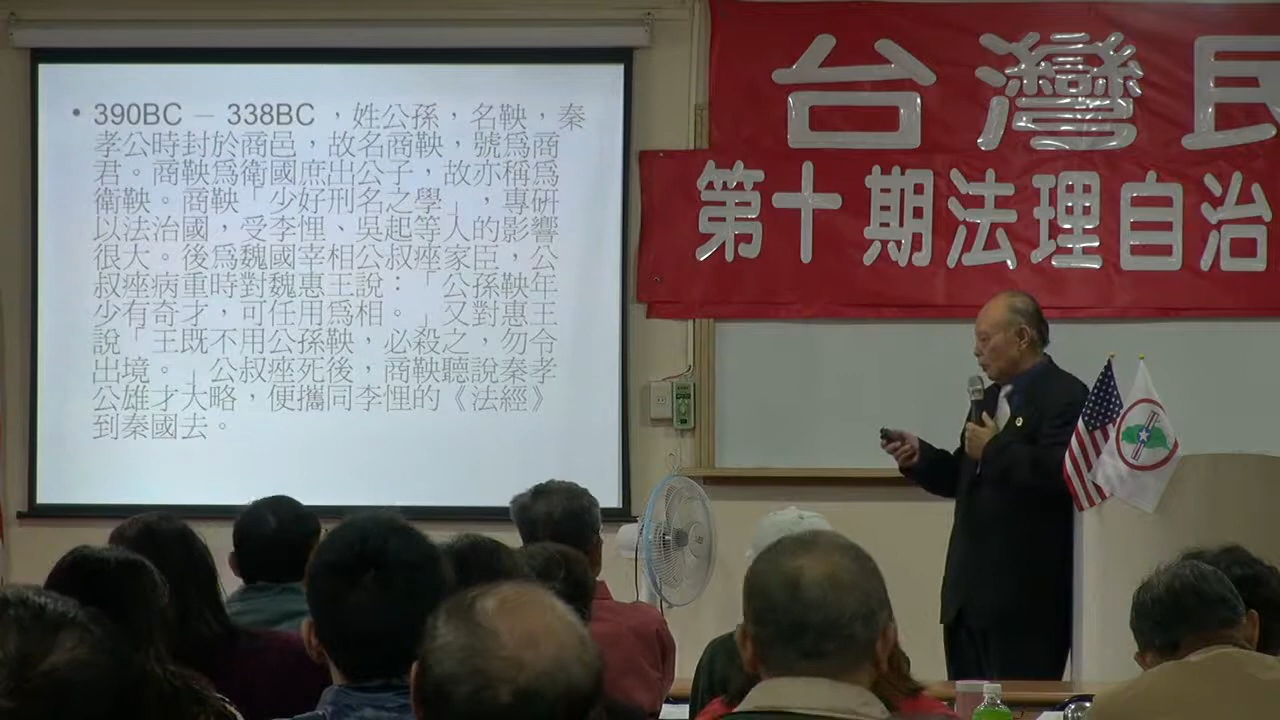 • 390BC – 338BC，姓公孫，名鞅，秦
孝公時封於商邑，故名商鞅，號為商
君。商鞅為衛國庶出公子，故亦稱為
衛鞅。商鞅「少好刑名之學」，專研
以法治國，受李悝、吳起等人的影響
很大。後為魏國宰相公叔痤家臣，公
叔痤病重時對魏惠王說：「公孫鞅年
少有奇才，可任用為相。」又對惠王
說「王既不用公孫鞅，必殺之，勿令
出境。」公叔痤死後，商鞅聽說秦孝
公雄才大略，便攜同李悝的《法經》
到秦國去。
台灣民
第十期法理自治